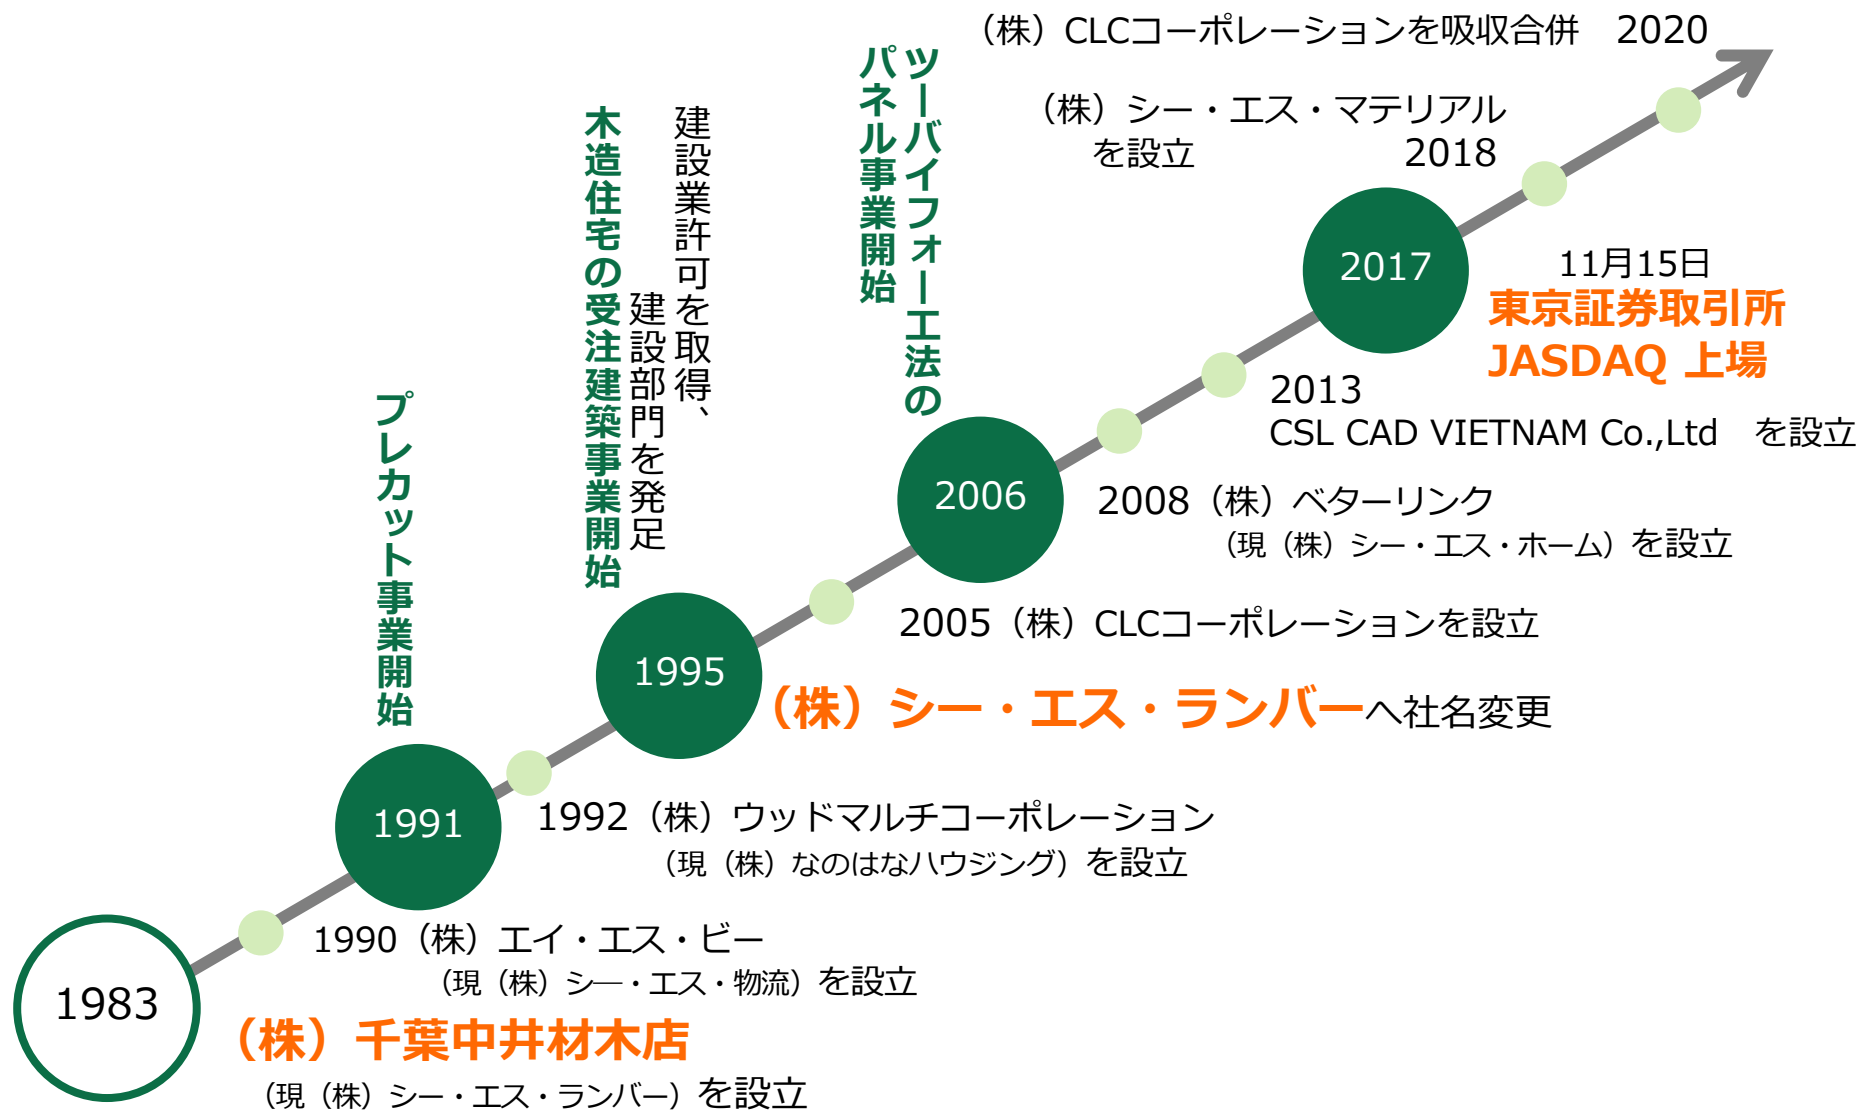 （株）CLCコーポレーションを吸収合併　2020
（株）シー・エス・マテリアル
を設立
2018
2017
11月15日
東京証券取引所
JASDAQ 上場
2013
CSL CAD VIETNAM Co.,Ltd　を設立
ツーバイフォー工法の
パネル事業開始
2006
2008（株）ベターリンク
（現（株）シー・エス・ホーム）を設立
2005（株）CLCコーポレーションを設立
建設業許可を取得、
建設部門を発足
木造住宅の受注建築事業開始
1995
（株）シー・エス・ランバーへ社名変更
プレカット事業開始
1991
1992（株）ウッドマルチコーポレーション
（現（株）なのはなハウジング）を設立
1990（株）エイ・エス・ビー
（現（株）シ―・エス・物流）を設立
1983
（株）千葉中井材木店
（現（株）シー・エス・ランバー）を設立